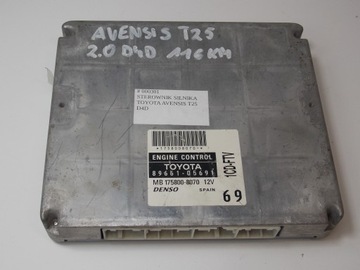 AVENSIS T25
2.0 D4D 116 KM
STEROWNIK SILNIKA
TOYOTA AVENSIS T25
D4D
ENGINE CONTROL
TOYOTA
89661-05691
MB 175800-8070 12V
DENSO SPAIN
1CD-FTV
69